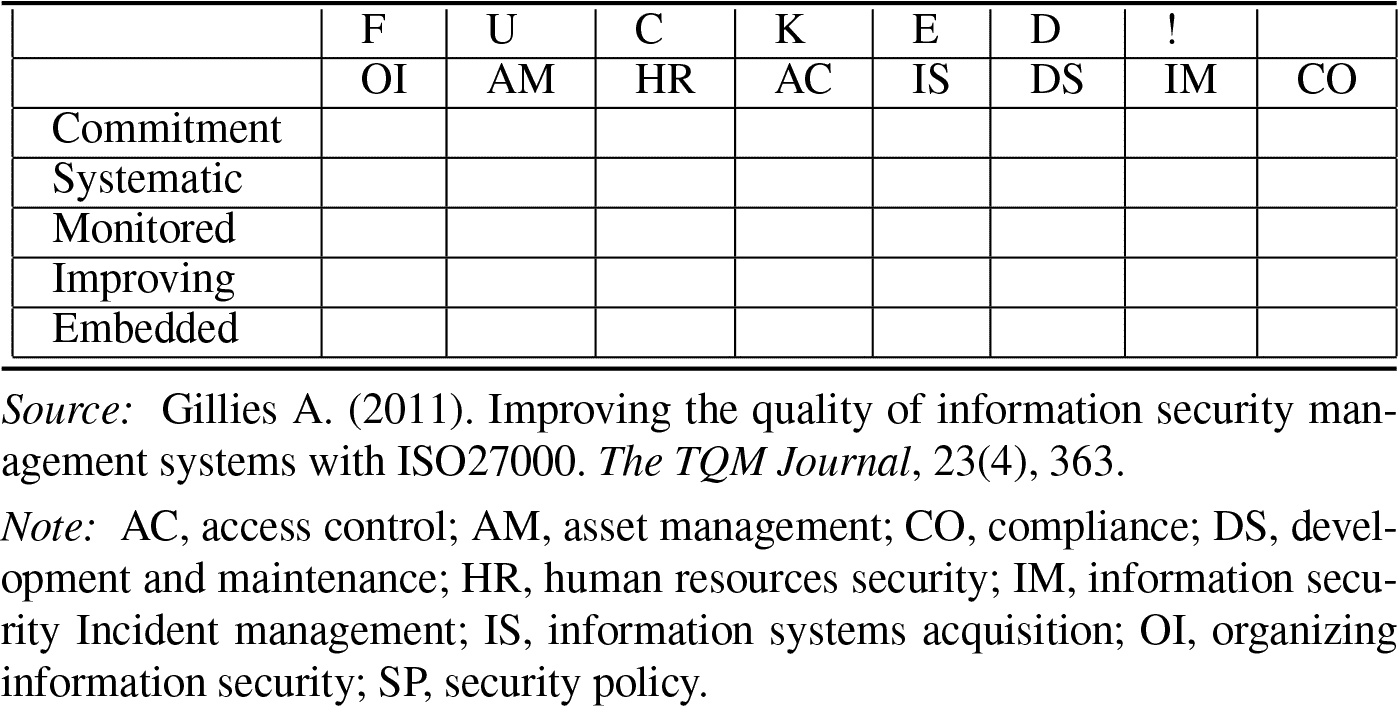 F U C K E D !
OI AM HR AC IS DS IM CO
Commitment
Systematic
Monitored
Improving
Embedded
Source: Gillies A. (2011). Improving the quality of information security man-
agement systems with ISO27000. The TQM Journal, 23(4), 363.
Note: AC, access control; AM, asset management; CO, compliance; DS, devel-
opment and maintenance; HR, human resources security; IM, information secu-
rity Incident management; IS, information systems acquisition; OI, organizing
information security; SP, security policy.